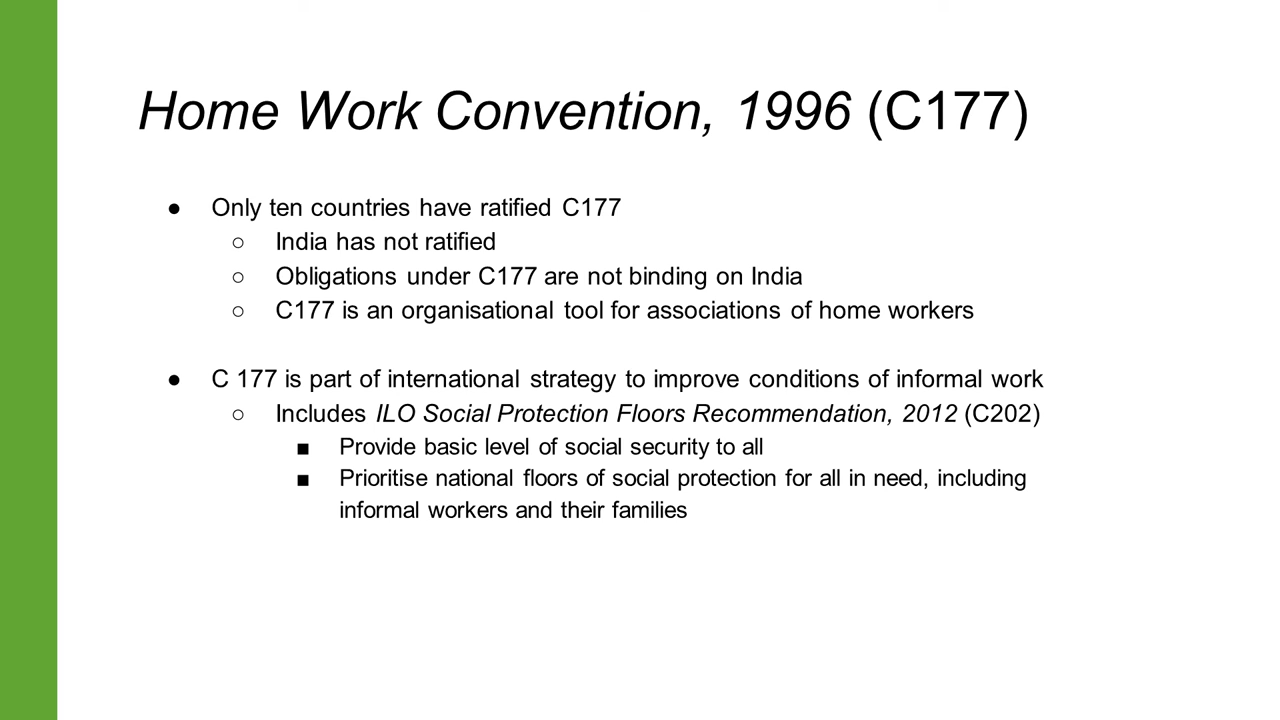 Home Work Convention, 1996 (C177)
● Only ten countries have ratified C177
○ India has not ratified
○ Obligations under C177 are not binding on India
○ C177 is an organisational tool for associations of home workers
● C 177 is part of international strategy to improve conditions of informal work
○ Includes ILO Social Protection Floors Recommendation, 2012 (C202)
■ Provide basic level of social security to all
■ Prioritise national floors of social protection for all in need, including
informal workers and their families